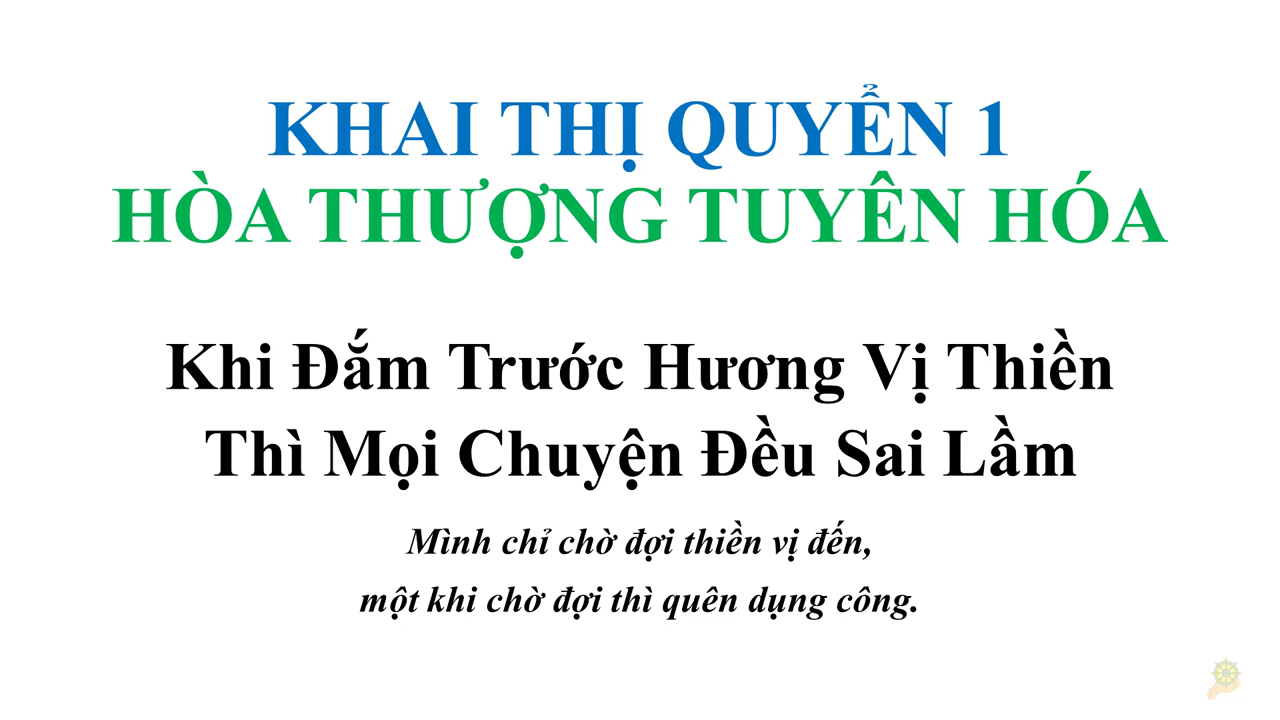 KHAI THỊ QUYỂN 1
HÒA THƯỢNG TUYÊN HÓA
Khi Đắm Trước Hương Vị Thiền
Thì Mọi Chuyện Đều Sai Lầm
Mình chỉ chờ đợi thiền vị đến,
một khi chờ đợi thì quên dụng công.